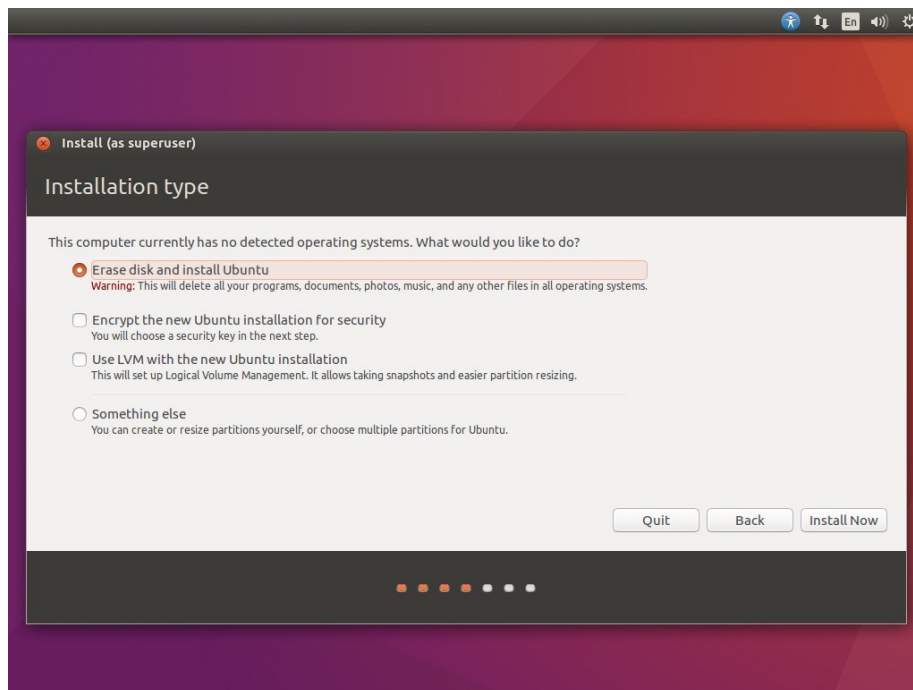 En
Install (as superuser)
Installation type
This computer currently has no detected operating systems. What would you like to do?
Erase disk and install Ubuntu
Warning: This will delete all your programs, documents, photos, music, and any other files in all operating systems.
Encrypt the new Ubuntu installation for security
You will choose a security key in the next step.
Use LVM with the new Ubuntu installation
This will set up Logical Volume Management. It allows taking snapshots and easier partition resizing.
Something else
You can create or resize partitions yourself, or choose multiple partitions for Ubuntu.
Quit Back Install Now